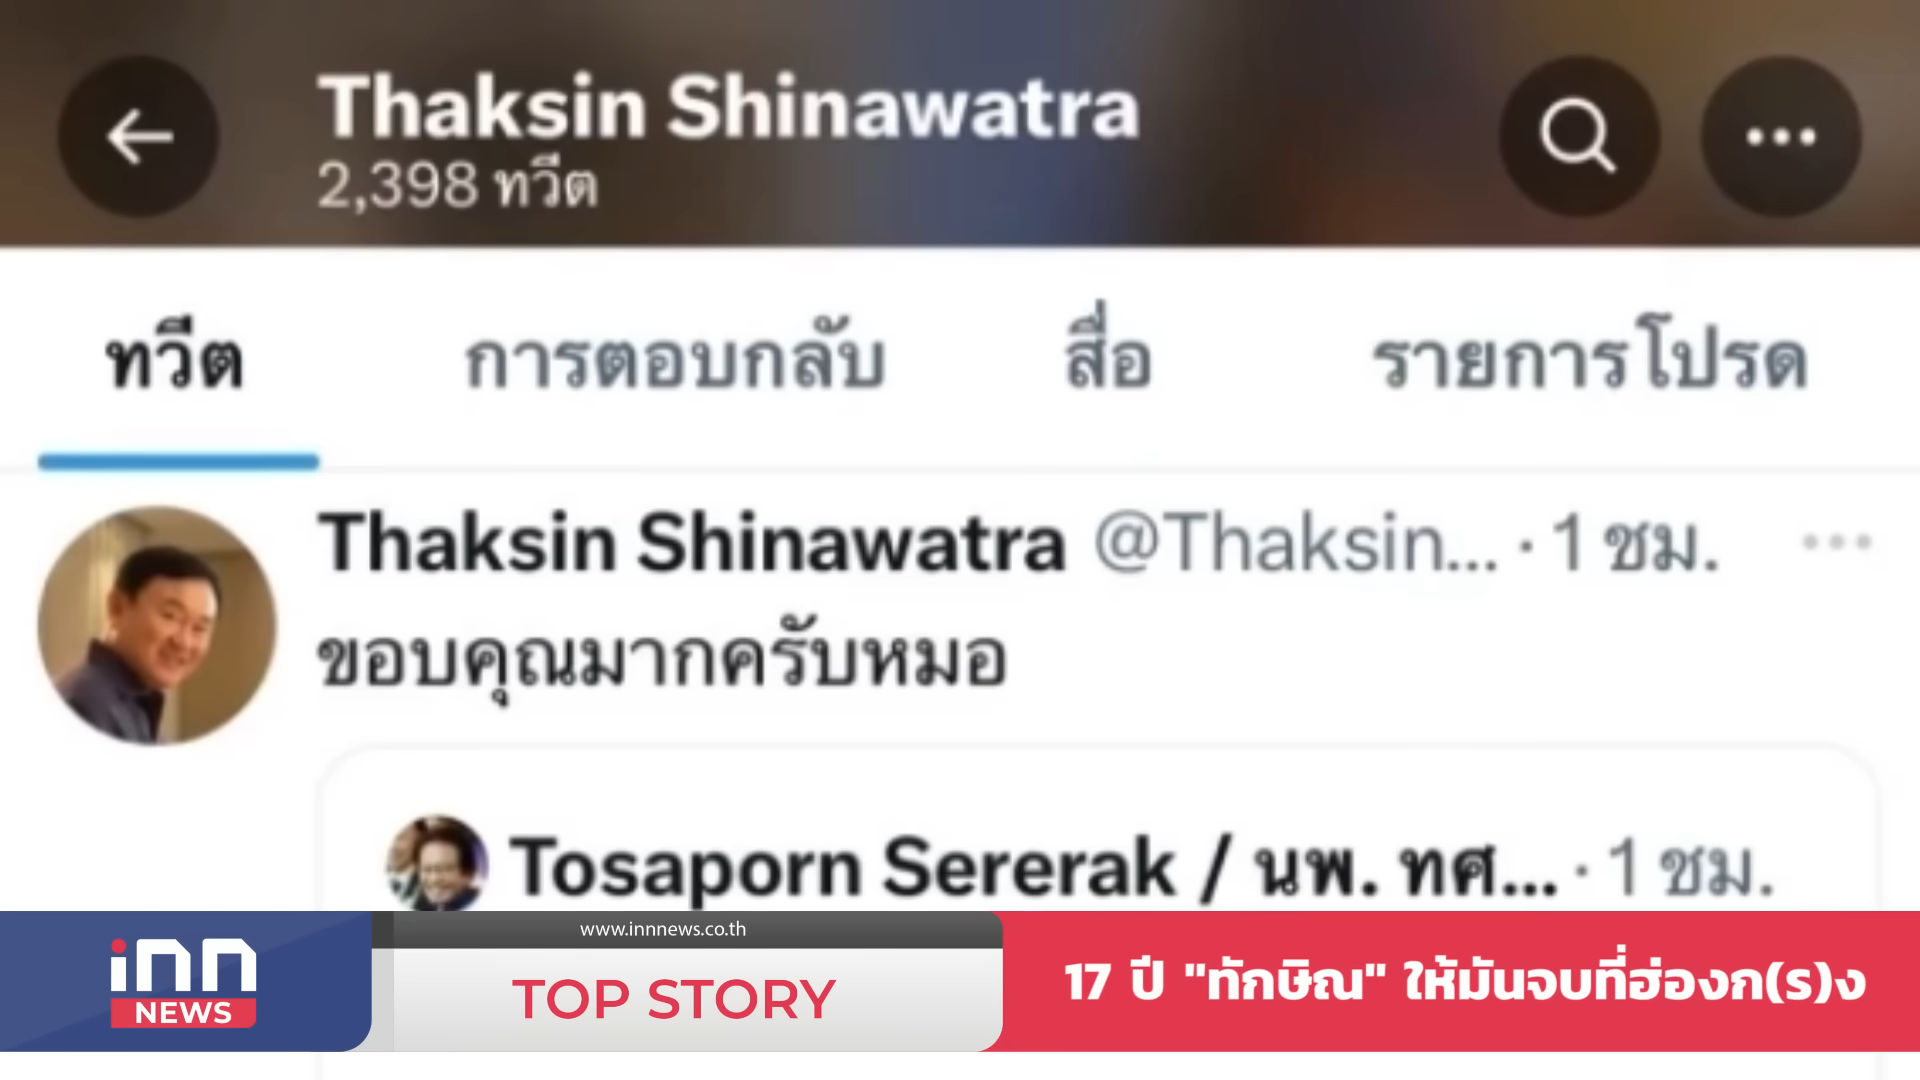 Thaksin Shinawatra
2,398 ทวีต
ทวีต การตอบกลับ สื่อ รายการโปรด
Thaksin Shinawatra @Thaksin... · 1 ชม.
ขอบคุณมากครับหมอ
Tosaporn Sererak / นพ. ทศ... · 1 ชม.
inn NEWS
www.innnews.co.th
TOP STORY
17 ปี "ทักษิณ" ให้มันจบที่ฮ่องก(ร)ง